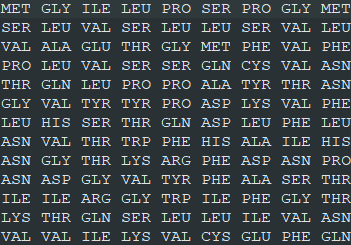 MET GLY ILE LEU PRO SER PRO GLY MET
SER LEU VAL SER LEU LEU SER VAL LEU
VAL ALA GLU THR GLY MET PHE VAL PHE
PRO LEU VAL SER SER GLN CYS VAL ASN
THR GLN LEU PRO PRO ALA TYR THR ASN
GLY VAL TYR TYR PRO ASP LYS VAL PHE
LEU HIS SER THR GLN ASP LEU PHE LEU
ASN VAL THR TRP PHE HIS ALA ILE HIS
ASN GLY THR LYS ARG PHE ASP ASN PRO
ASN ASP GLY VAL TYR PHE ALA SER THR
ILE ILE ARG GLY TRP ILE PHE GLY THR
LYS THR GLN SER LEU LEU ILE VAL ASN
VAL VAL ILE LYS VAL CYS GLU PHE GLN